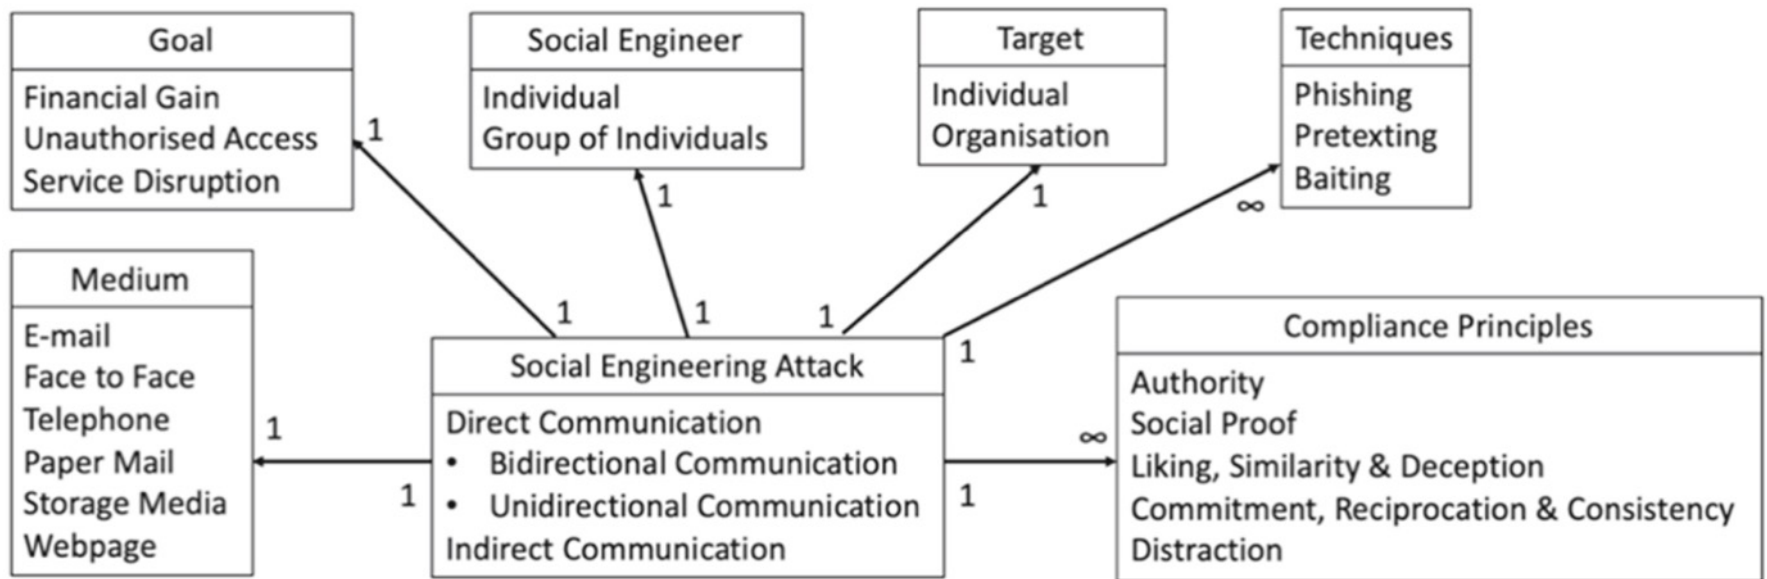 Goal
Financial Gain
Unauthorised Access
Service Disruption
1
Social Engineer
Individual
Group of Individuals
1
Target
Individual
Organisation
1
Techniques
Phishing
Pretexting
Baiting
∞
Medium
E-mail
Face to Face
Telephone
Paper Mail
Storage Media
Webpage
1
1
1
1
1
Social Engineering Attack
Direct Communication
• Bidirectional Communication
• Unidirectional Communication
Indirect Communication
1
1
∞
1
Compliance Principles
Authority
Social Proof
Liking, Similarity & Deception
Commitment, Reciprocation & Consistency
Distraction